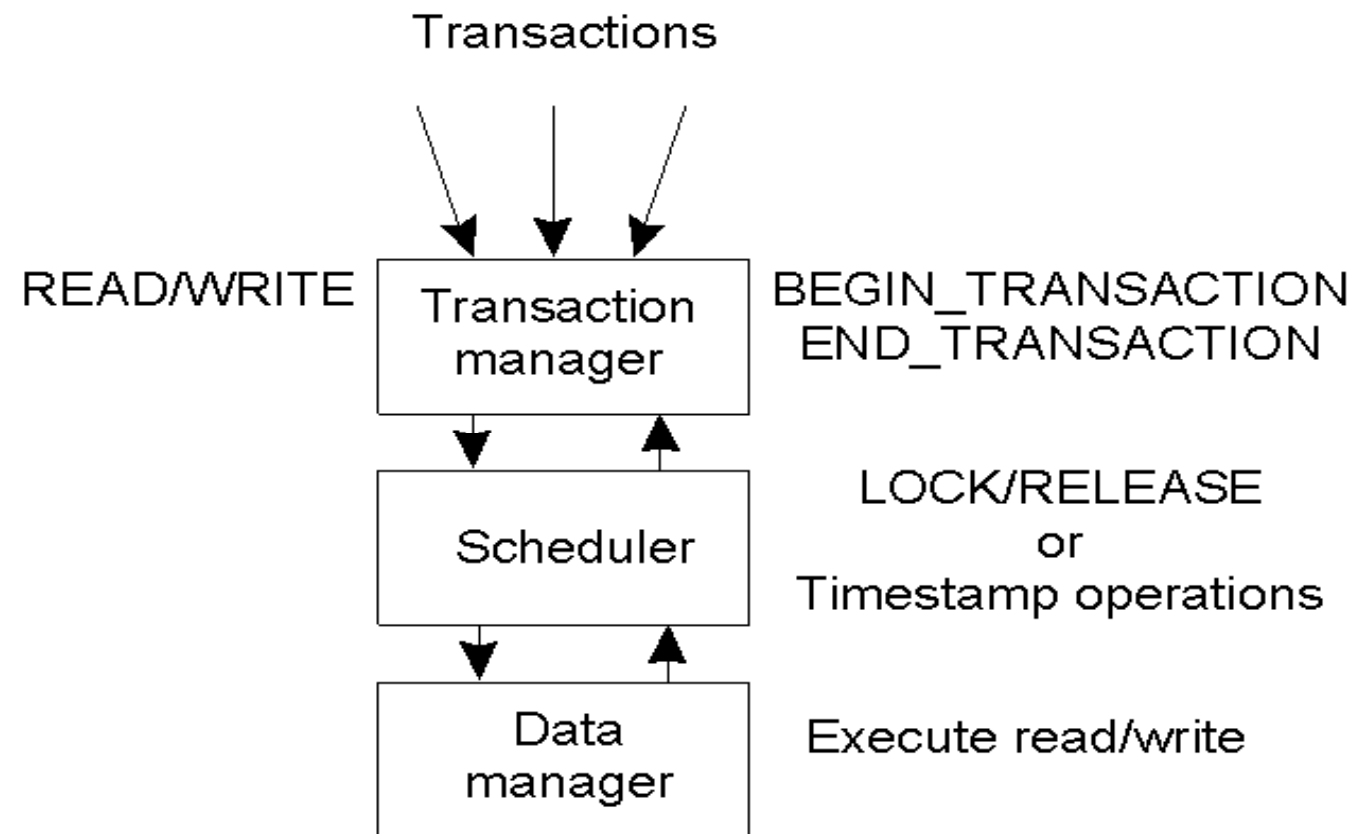 Transactions
READ/WRITE
Transaction
manager
BEGIN_TRANSACTION
END_TRANSACTION
Scheduler
LOCK/RELEASE
or
Timestamp operations
Data
manager
Execute read/write